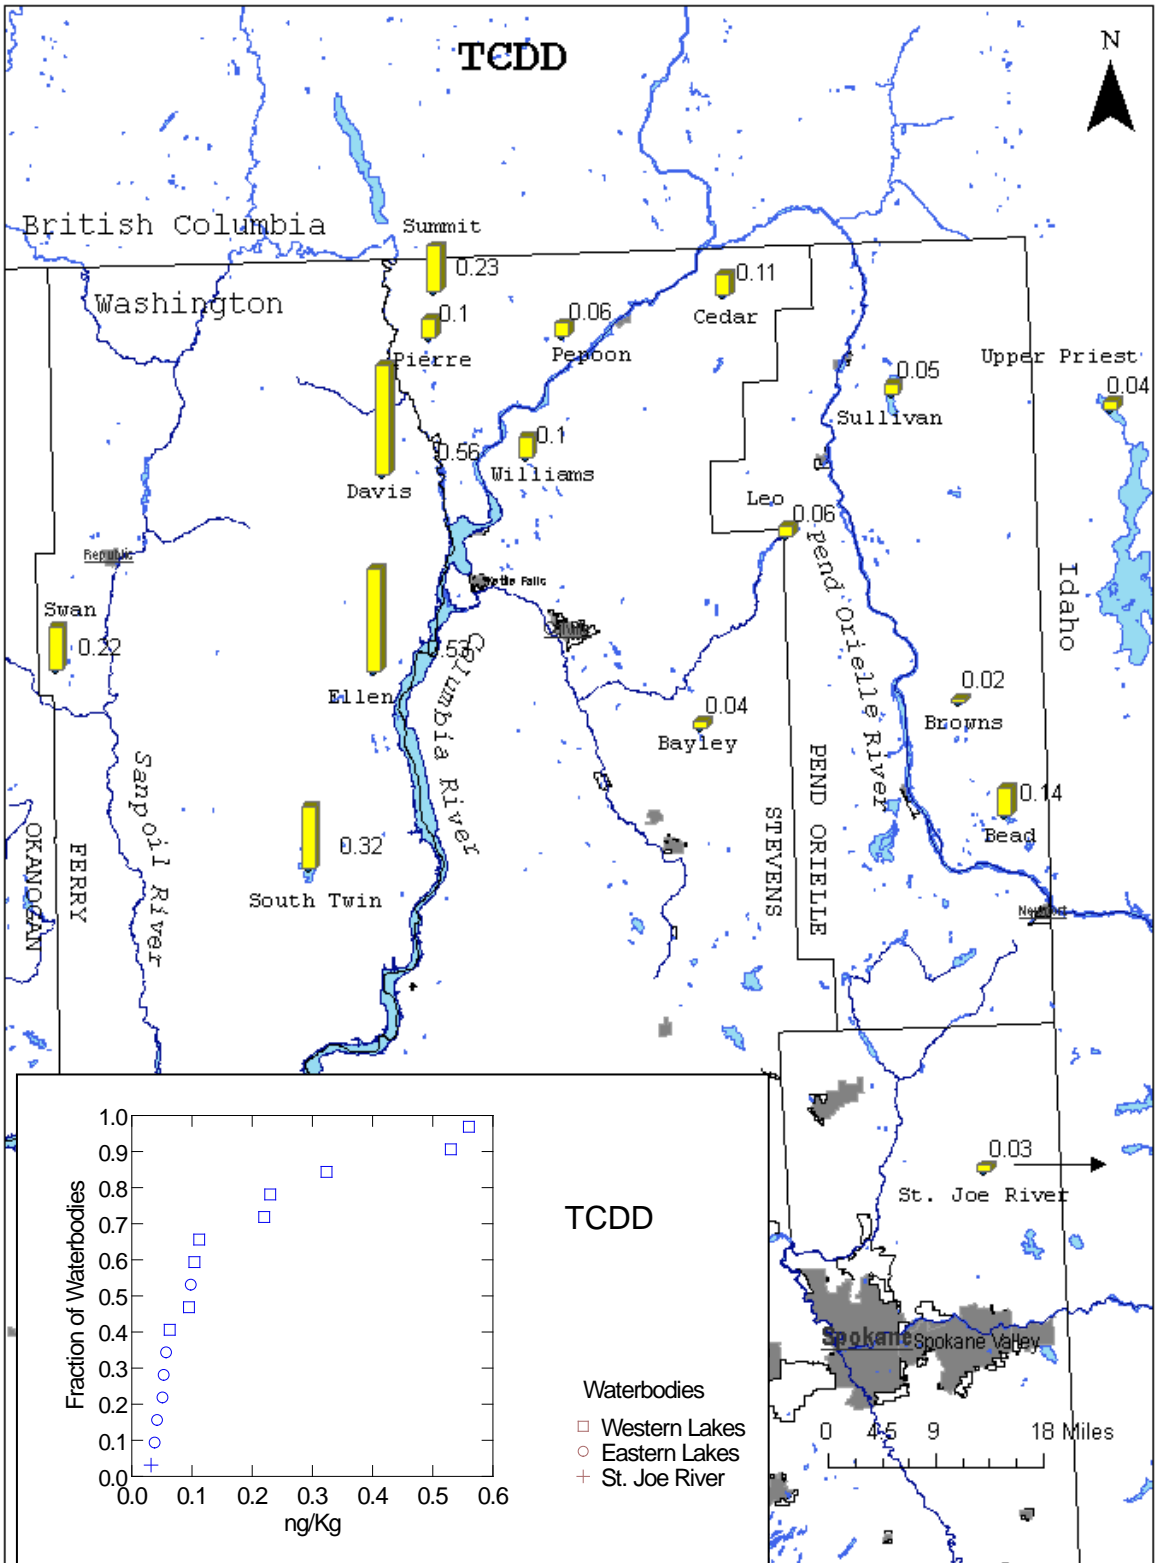 TCDD
N
British Columbia
Summit
0.23
Washington
0.1
Pierre
0.06
Pepoon
0.11
Cedar
Upper Priest
0.04
0.05
Sullivan
0.56
Davis
0.1
Williams
Leo
0.06
Republic
Kettle Falls
Pend Orielle River
Idaho
Swan
0.22
.53
Ellen
Columbia River
0.04
Bayley
0.02
Browns
Sanpoil River
0.32
South Twin
0.14
Bead
OKANOGAN
FERRY
STEVENS
PEND ORIELLE
Newport
0.03
St. Joe River
Spokane
Spokane Valley
0 4.5 9 18 Miles
TCDD
Fraction of Waterbodies
1.0
0.9
0.8
0.7
0.6
0.5
0.4
0.3
0.2
0.1
0.0
0.0 0.1 0.2 0.3 0.4 0.5 0.6
ng/Kg
Waterbodies
Western Lakes
Eastern Lakes
St. Joe River